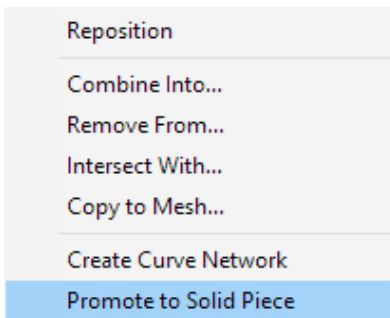 Reposition
Combine Into...
Remove From...
Intersect With...
Copy to Mesh...
Create Curve Network
Promote to Solid Piece